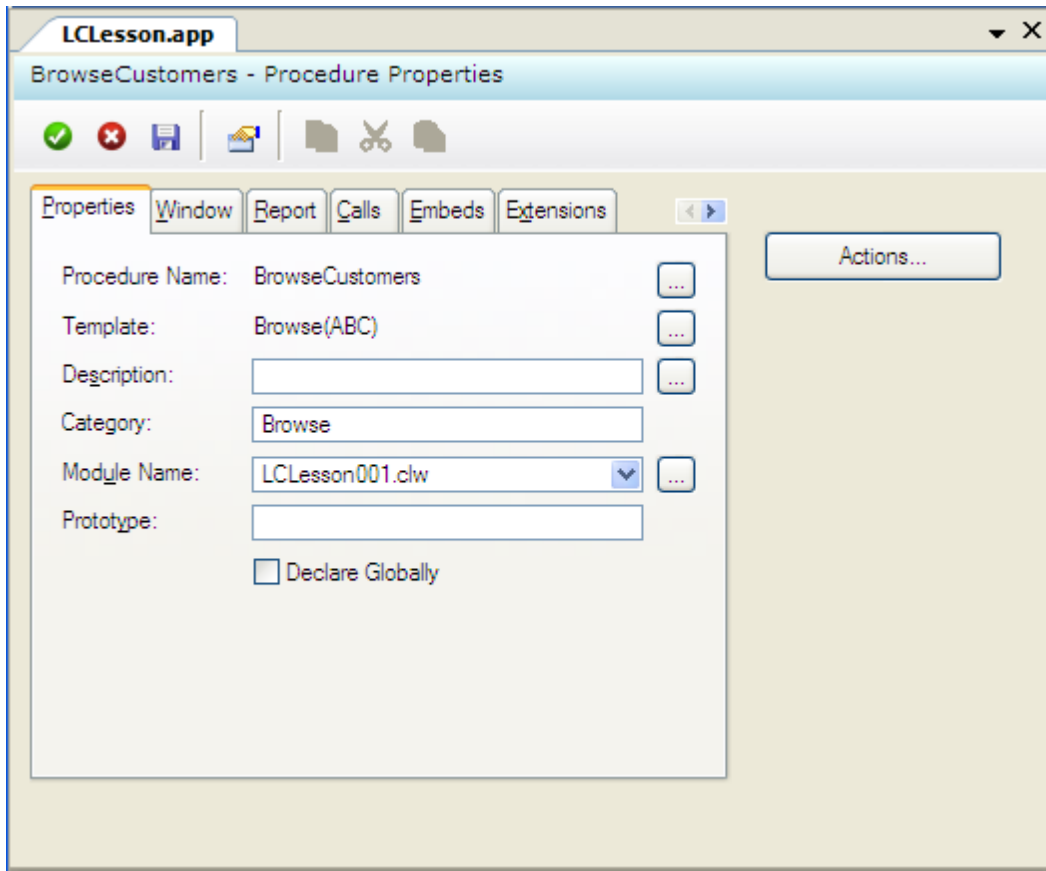 LCLesson.app
BrowseCustomers - Procedure Properties
Properties Window Report Calls Embeds Extensions
Actions...
Procedure Name: BrowseCustomers ...
Template: Browse(ABC) ...
Description: ...
Category: Browse
Module Name: LCLesson001.clw ...
Prototype:
Declare Globally